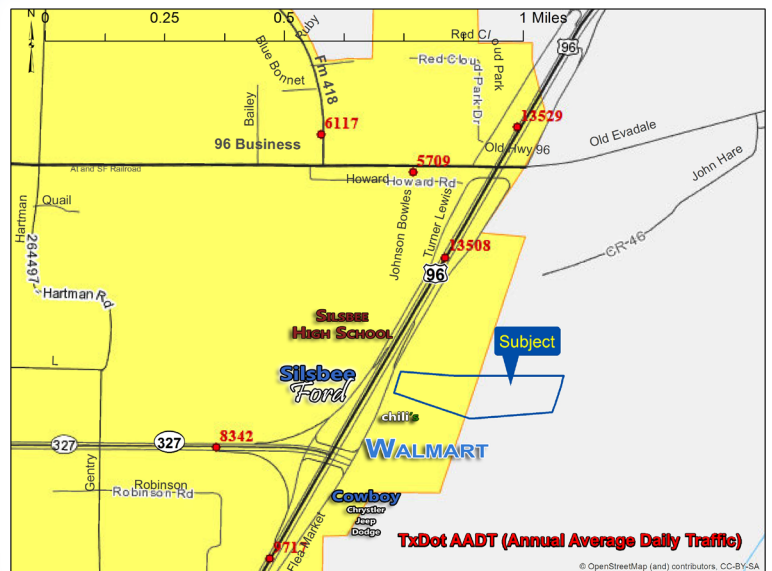 N
0 0.5 1 Miles
Ruby
Red Cloud Park
96
Blue Bonnet
Fm 418
Red Cloud Park Dr
Bailey
6117
13529
96 Business
Old Hwy 96
Old Evadale
John Hare
5709
At and SF Railroad
Howard
Howard Rd
Hartman
Quail
Johnson Bowles
Turner Lewis
13508
CR-46
264497
96
Hartman Rd
Silsbee
High School
Subject
L
Silsbee
Ford
chili's
8342
327
327
Walmart
Gentry
Robinson
Robinson Rd
Cowboy
Chrystler
Jeep
Dodge
Flea Market
TxDot AADT (Annual Average Daily Traffic)
© OpenStreetMap (and) contributors, CC-BY-SA